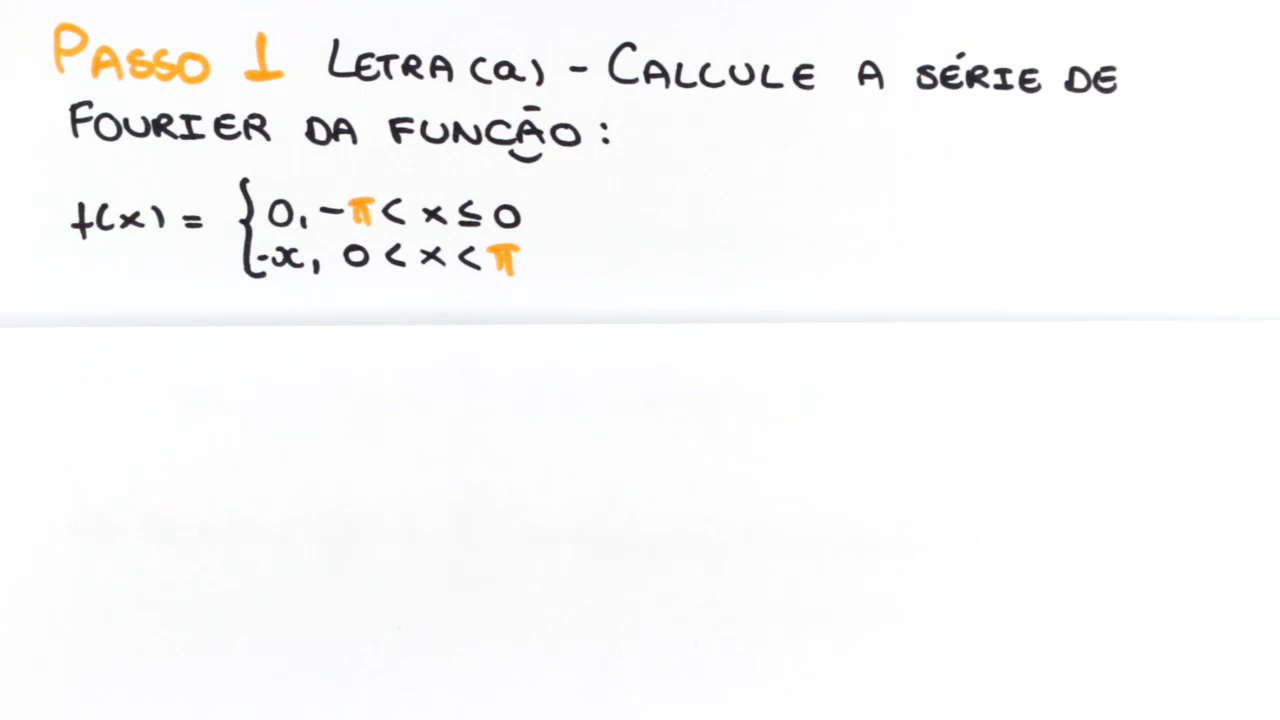 PASSO 1 LETRA (a) - CALCULE A SÉRIE DE
FOURIER DA FUNÇÃO:
f(x) = { 0, -π < x ≤ 0
-x, 0 < x < π